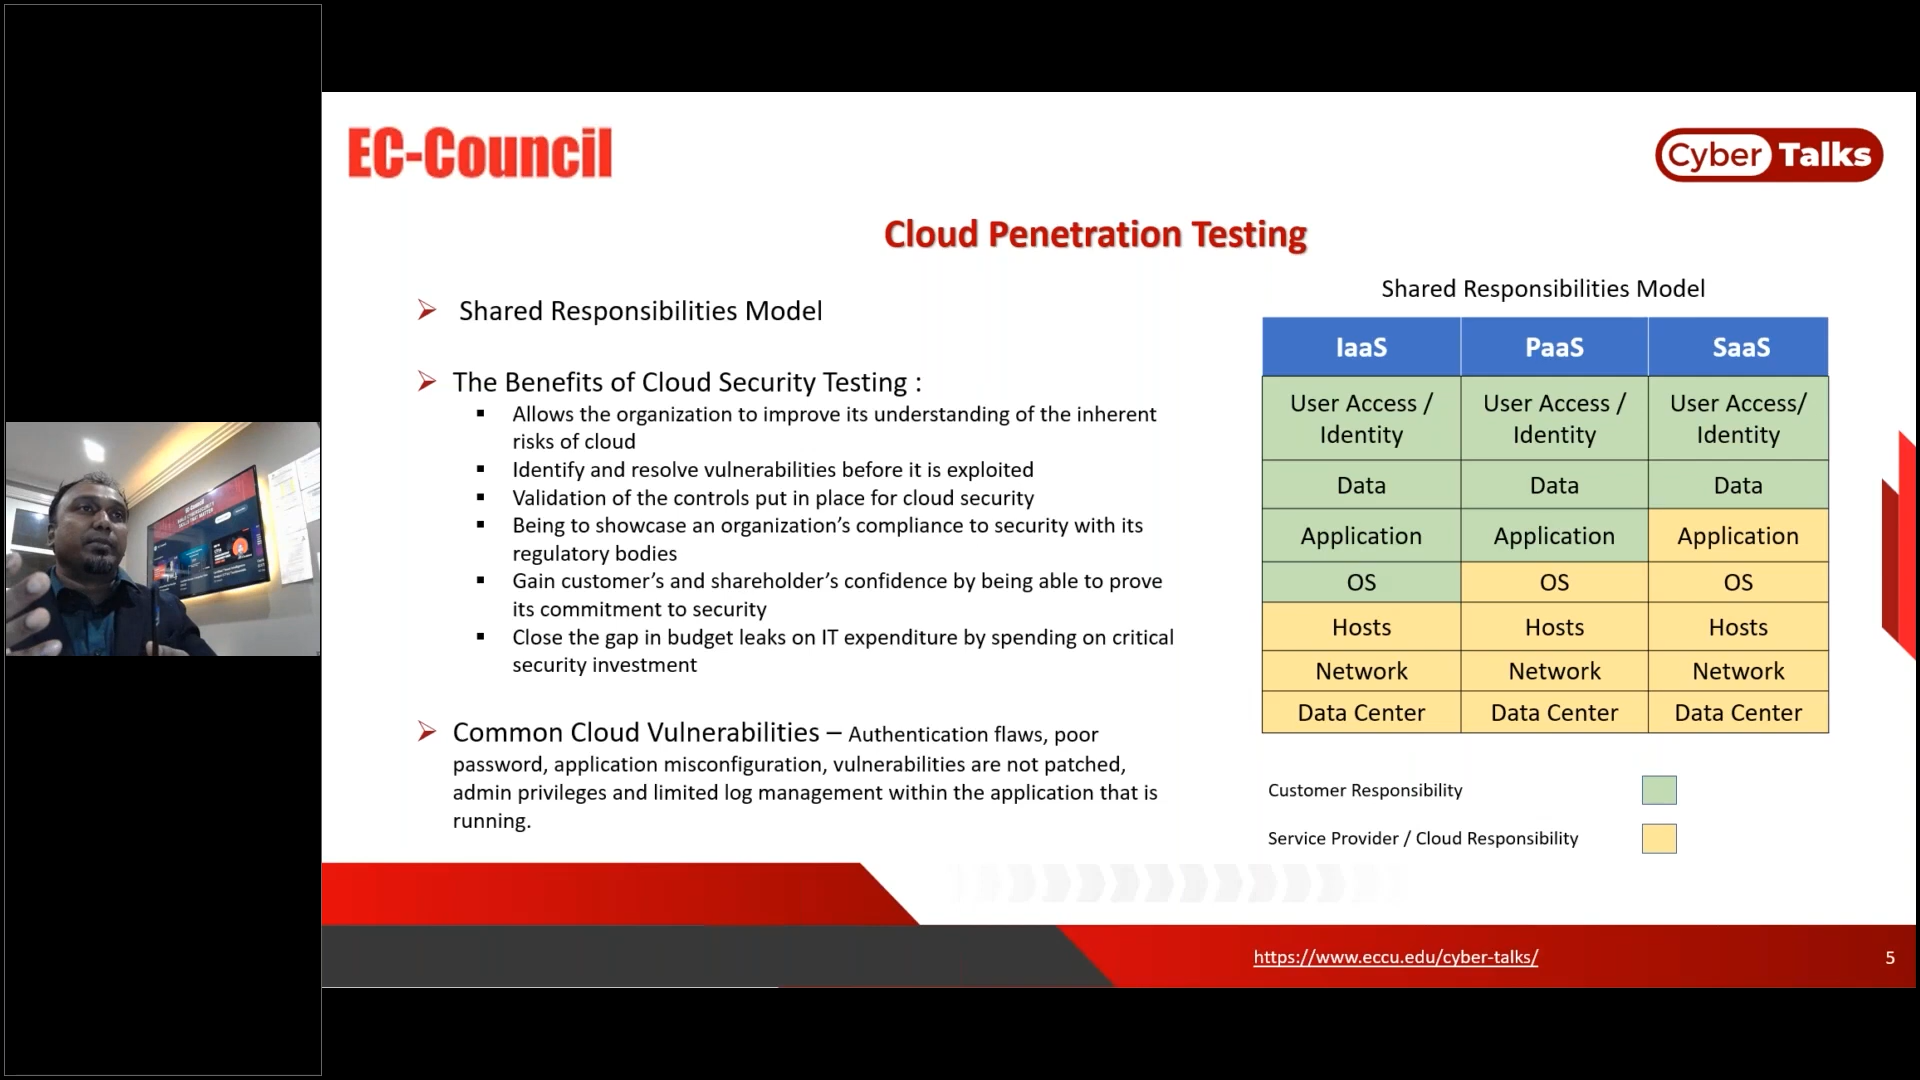 EC-Council
Cyber Talks
Cloud Penetration Testing
Shared Responsibilities Model
The Benefits of Cloud Security Testing :
Allows the organization to improve its understanding of the inherent
risks of cloud
Identify and resolve vulnerabilities before it is exploited
Validation of the controls put in place for cloud security
Being to showcase an organization’s compliance to security with its
regulatory bodies
Gain customer’s and shareholder’s confidence by being able to prove
its commitment to security
Close the gap in budget leaks on IT expenditure by spending on critical
security investment
Common Cloud Vulnerabilities – Authentication flaws, poor
password, application misconfiguration, vulnerabilities are not patched,
admin privileges and limited log management within the application that is
running.
Shared Responsibilities Model
IaaS PaaS SaaS
User Access / User Access / User Access/
Identity Identity Identity
Data Data Data
Application Application Application
OS OS OS
Hosts Hosts Hosts
Network Network Network
Data Center Data Center Data Center
Customer Responsibility
Service Provider / Cloud Responsibility
https://www.eccu.edu/cyber-talks/
5